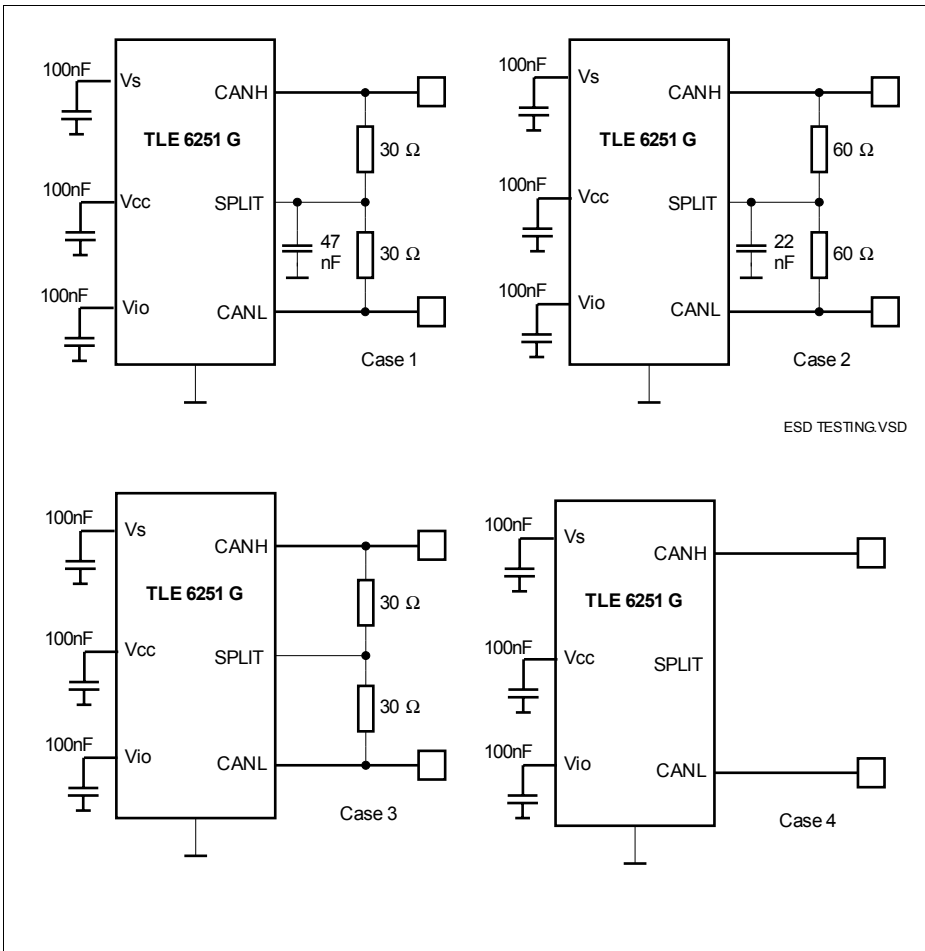 100nF
Vs
CANH
TLE 6251 G
30 Ω
100nF
Vcc
SPLIT
47
nF
30 Ω
100nF
Vio
CANL
Case 1
100nF
Vs
CANH
TLE 6251 G
60 Ω
100nF
Vcc
SPLIT
22
nF
60 Ω
100nF
Vio
CANL
Case 2
ESD TESTING.VSD
100nF
Vs
CANH
TLE 6251 G
30 Ω
100nF
Vcc
SPLIT
30 Ω
100nF
Vio
CANL
Case 3
100nF
Vs
CANH
TLE 6251 G
100nF
Vcc
SPLIT
100nF
Vio
CANL
Case 4